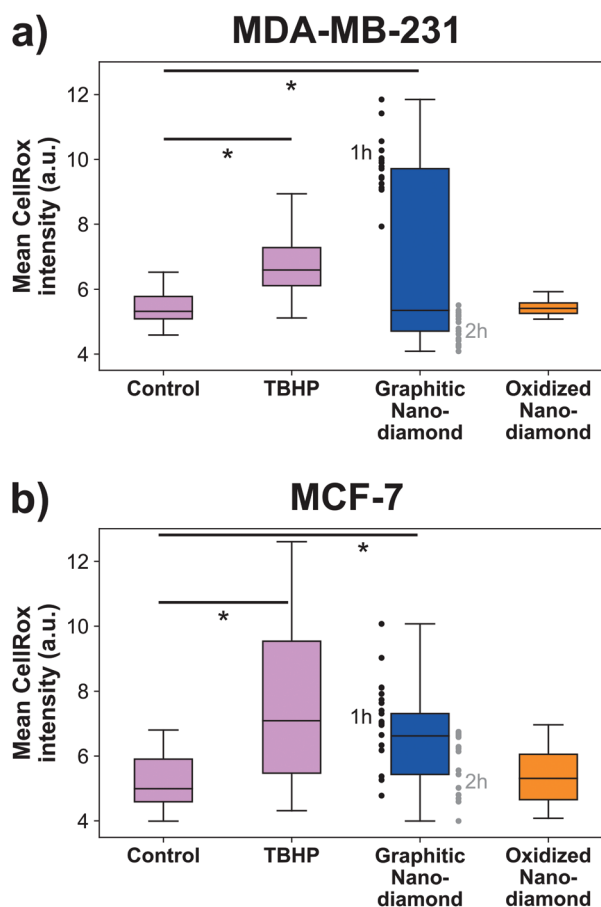 a) MDA-MB-231
Mean CellRox
intensity (a.u.)
12
10
8
6
4
*
*
1h
2h
Control
TBHP
Graphitic
Nano-
diamond
Oxidized
Nano-
diamond
b) MCF-7
Mean CellRox
intensity (a.u.)
12
10
8
6
4
*
*
1h
2h
Control
TBHP
Graphitic
Nano-
diamond
Oxidized
Nano-
diamond